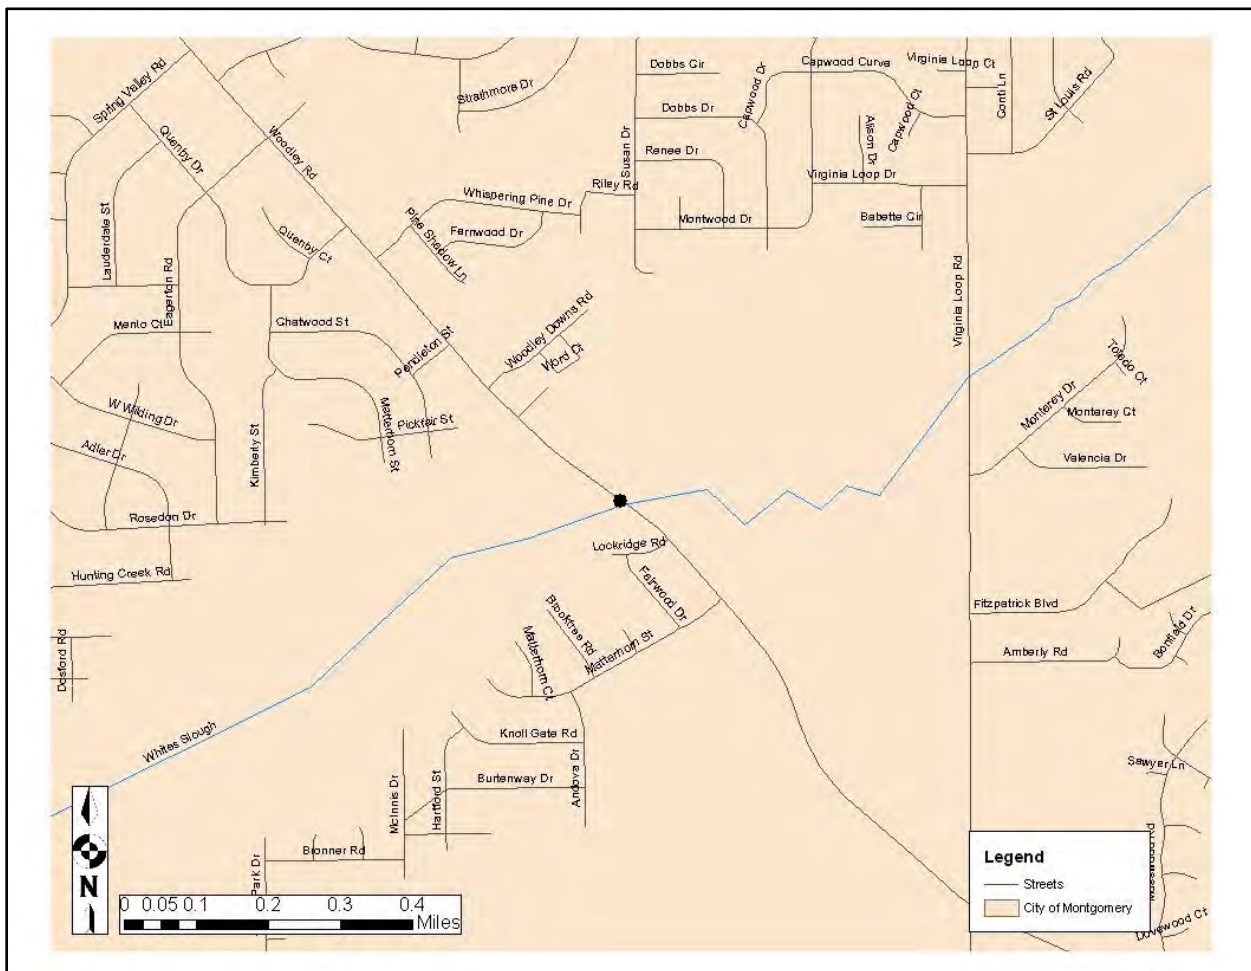 Dobbs Cir
Capwood Curve
Virginia Loop Ct
Spring Valley Rd
Strathmore Dr
Dobbs Dr
Capwood Dr
Capwood Ct
Conti Ln
St Louis Rd
Quenby Dr
Woodley Rd
Susan Dr
Renee Dr
Alison Dr
Virginia Loop Dr
Riley Rd
Whispering Pine Dr
Pine Shadow Ln
Fernwood Dr
Montwood Dr
Babette Cir
Lauderdale St
Quenby Ct
Eagerton Rd
Virginia Loop Rd
Menlo Ct
Chatwood St
Pendleton St
Woodley Downs Rd
Word Ct
Toledo Ct
Monterey Dr
Monterey Ct
W Wilding Dr
Matterhorn St
Pickfair St
Adler Dr
Kimberly St
Valencia Dr
Rosedon Dr
Lockridge Rd
Hunting Creek Rd
Fairwood Dr
Brooktree Rd
Fitzpatrick Blvd
Matterhorn St
Matterhorn Ct
Bonfield Dr
Dosford Rd
Amberly Rd
Whites Slough
Knoll Gate Rd
Andova Dr
Burtenway Dr
Hartford St
McInnis Dr
Sawyer Ln
Bronner Rd
Park Dr
Dovewood Ct
N
0 0.05 0.1 0.2 0.3 0.4
Miles
Legend
Streets
City of Montgomery